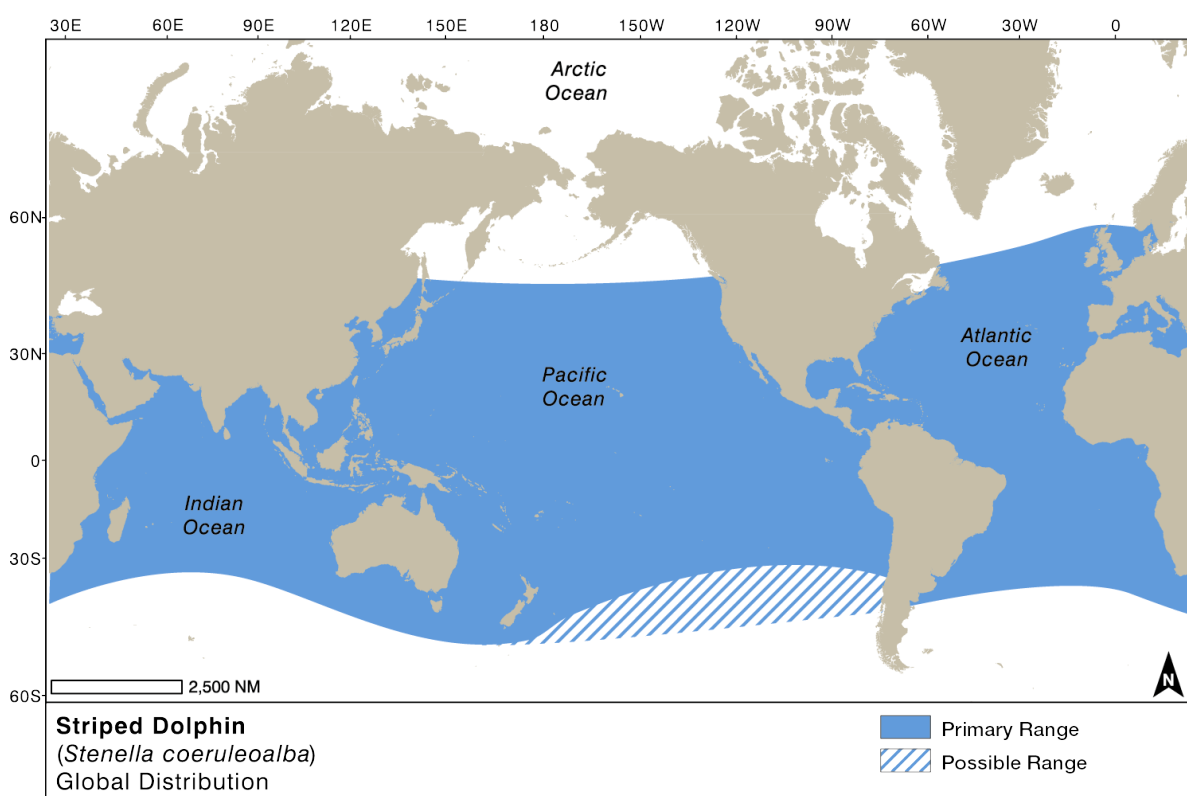 30E 60E 90E 120E 150E 180 150W 120W 90W 60W 30W 0
Arctic
Ocean
60N
30N
Atlantic
Ocean
Pacific
Ocean
0
Indian
Ocean
30S
60S
2,500 NM
N
Striped Dolphin
(Stenella coeruleoalba)
Global Distribution
Primary Range
Possible Range